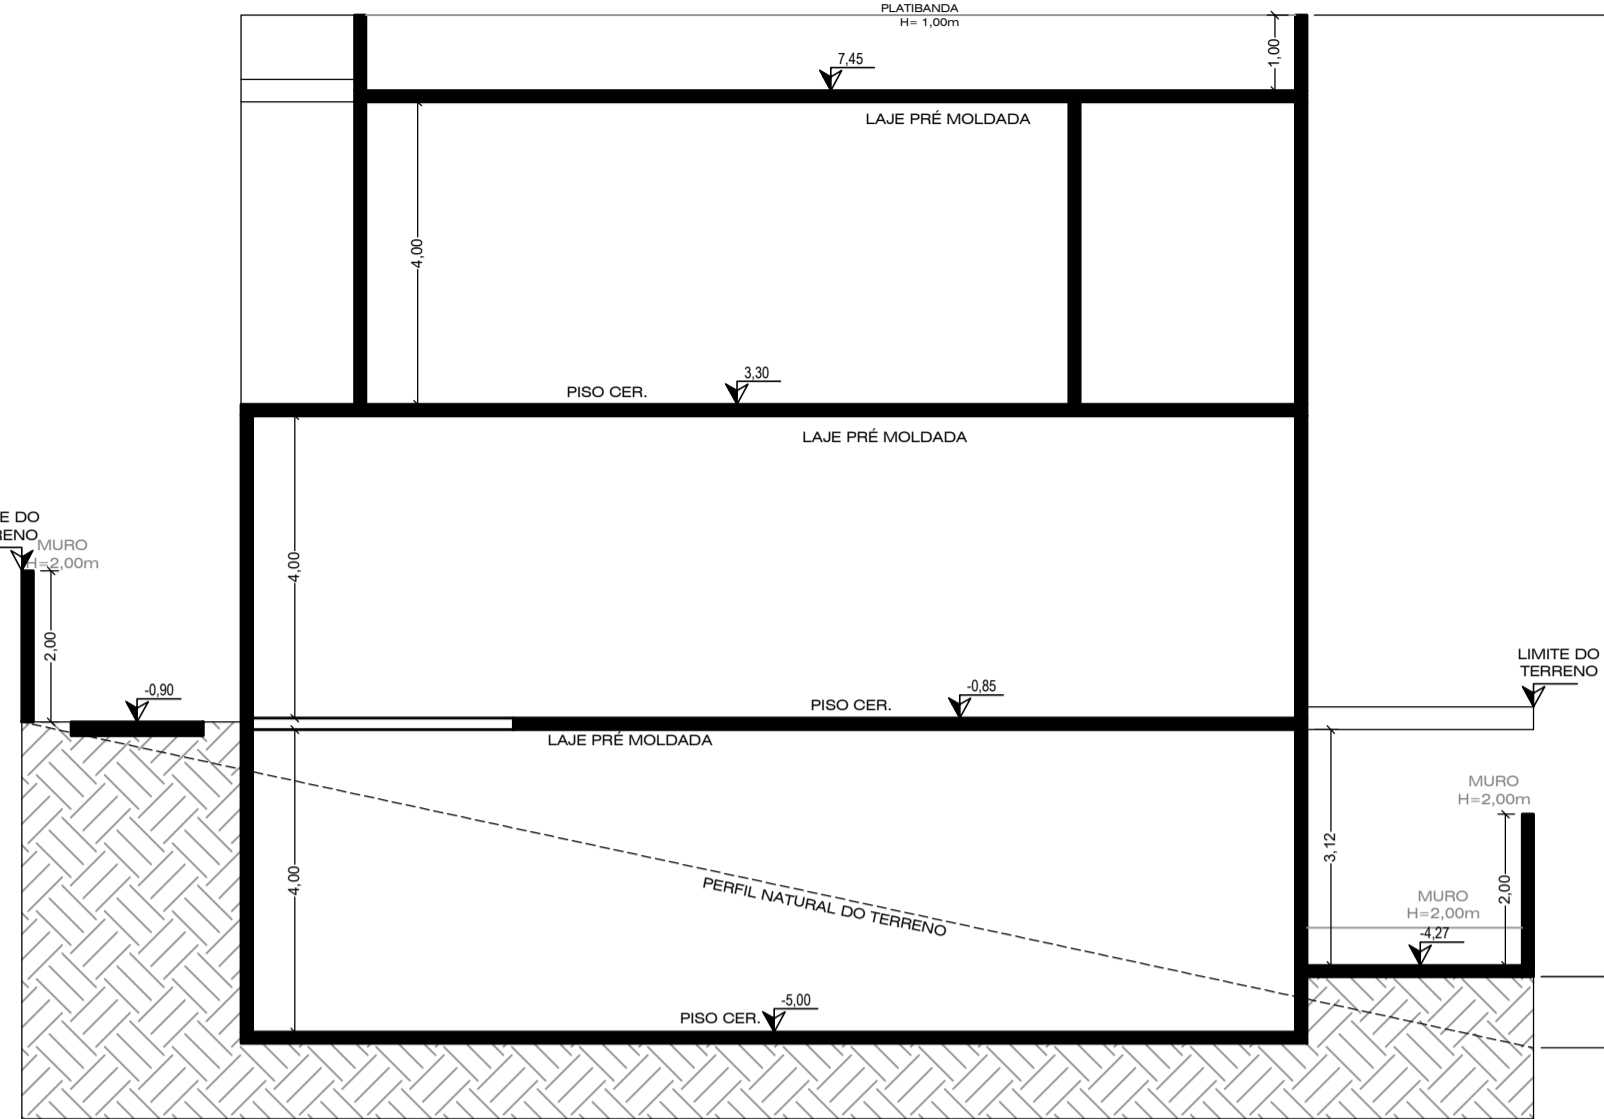 PLATIBANDA
H= 1,00m
1,00
7,45
LAJE PRÉ MOLDADA
4,00
3,30
PISO CER.
LAJE PRÉ MOLDADA
E DO
RENO
MURO
H=2,00m
4,00
2,00
-0,90
-0,85
PISO CER.
LAJE PRÉ MOLDADA
LIMITE DO
TERRENO
MURO
H=2,00m
3,12
4,00
2,00
PERFIL NATURAL DO TERRENO
MURO
H=2,00m
-4,27
-5,00
PISO CER.